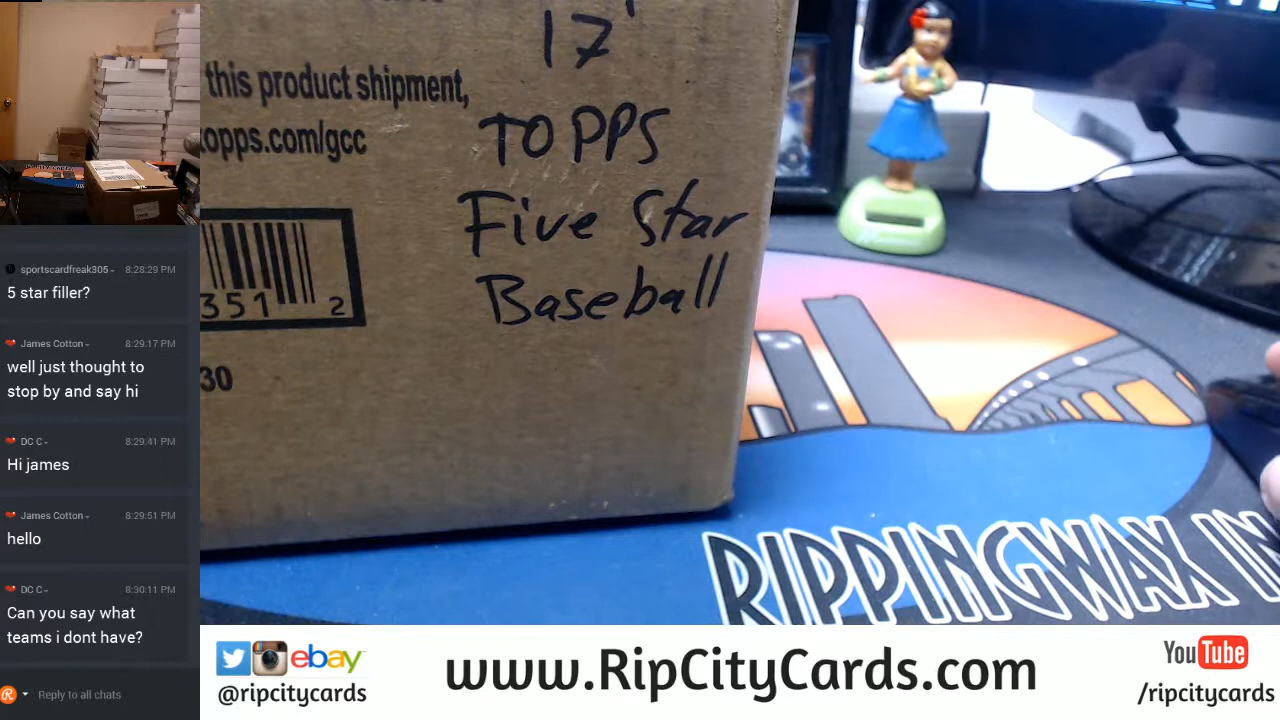 sportscardfreak305 8:28:29 PM
5 star filler?
James Cotton 8:29:17 PM
well just thought to
stop by and say hi
DC C 8:29:41 PM
Hi james
James Cotton 8:29:51 PM
hello
DC C 8:30:11 PM
Can you say what
teams i dont have?
Reply to all chats
17'
this product shipment,
topps.com/gcc
TOPPS
Five Star
Baseball
351 2
30
RIPPINGWAX IN
ebay
@ripcitycards
www.RipCityCards.com
YouTube
/ripcitycards